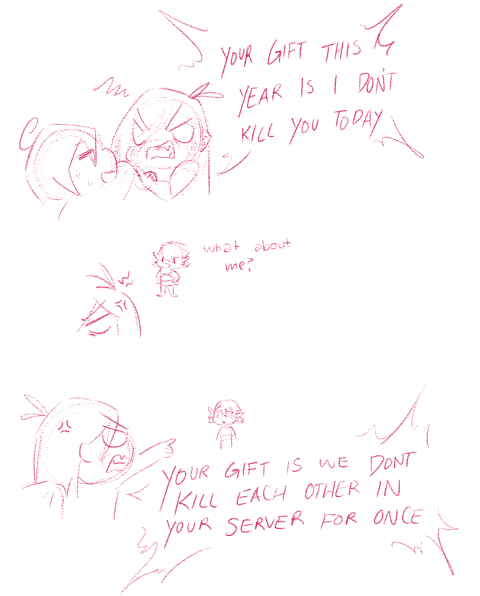 YOUR GIFT THIS
YEAR IS I DON'T
KILL YOU TODAY
what about
me?
YOUR GIFT IS WE DONT
KILL EACH OTHER IN
YOUR SERVER FOR ONCE